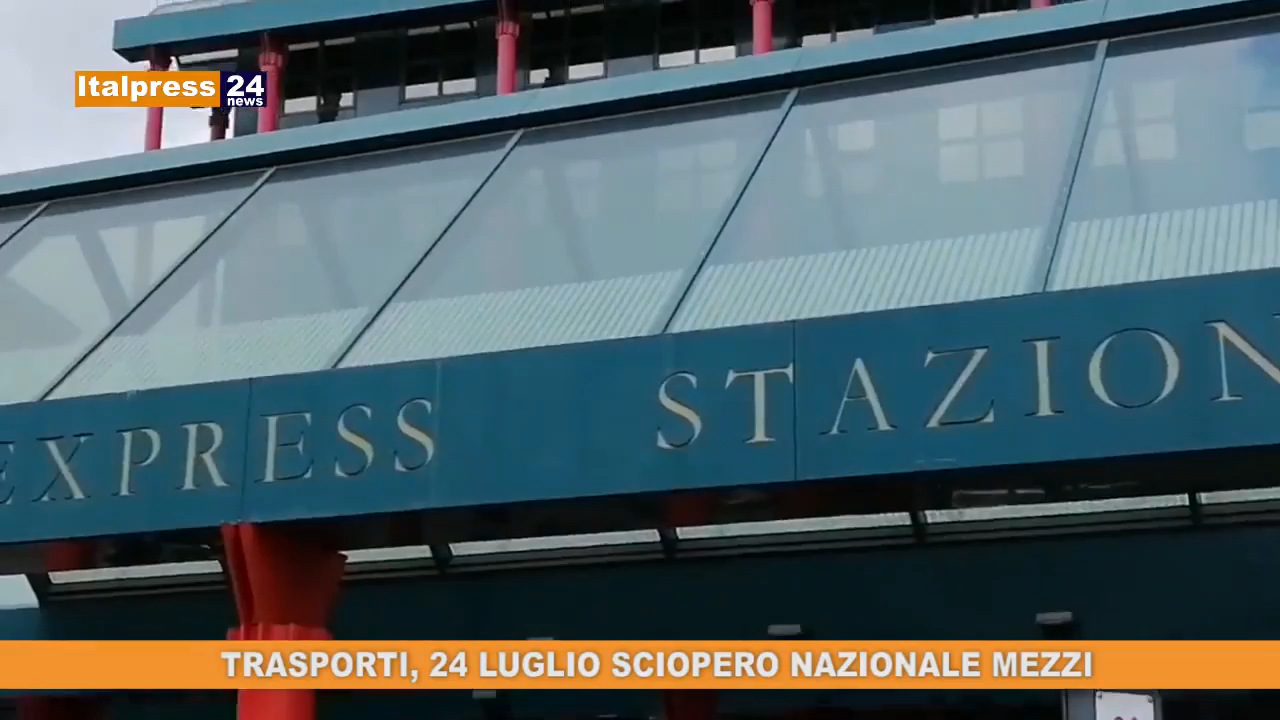 Italpress 24
news
EXPRESS STAZION
TRASPORTI, 24 LUGLIO SCIOPERO NAZIONALE MEZZI